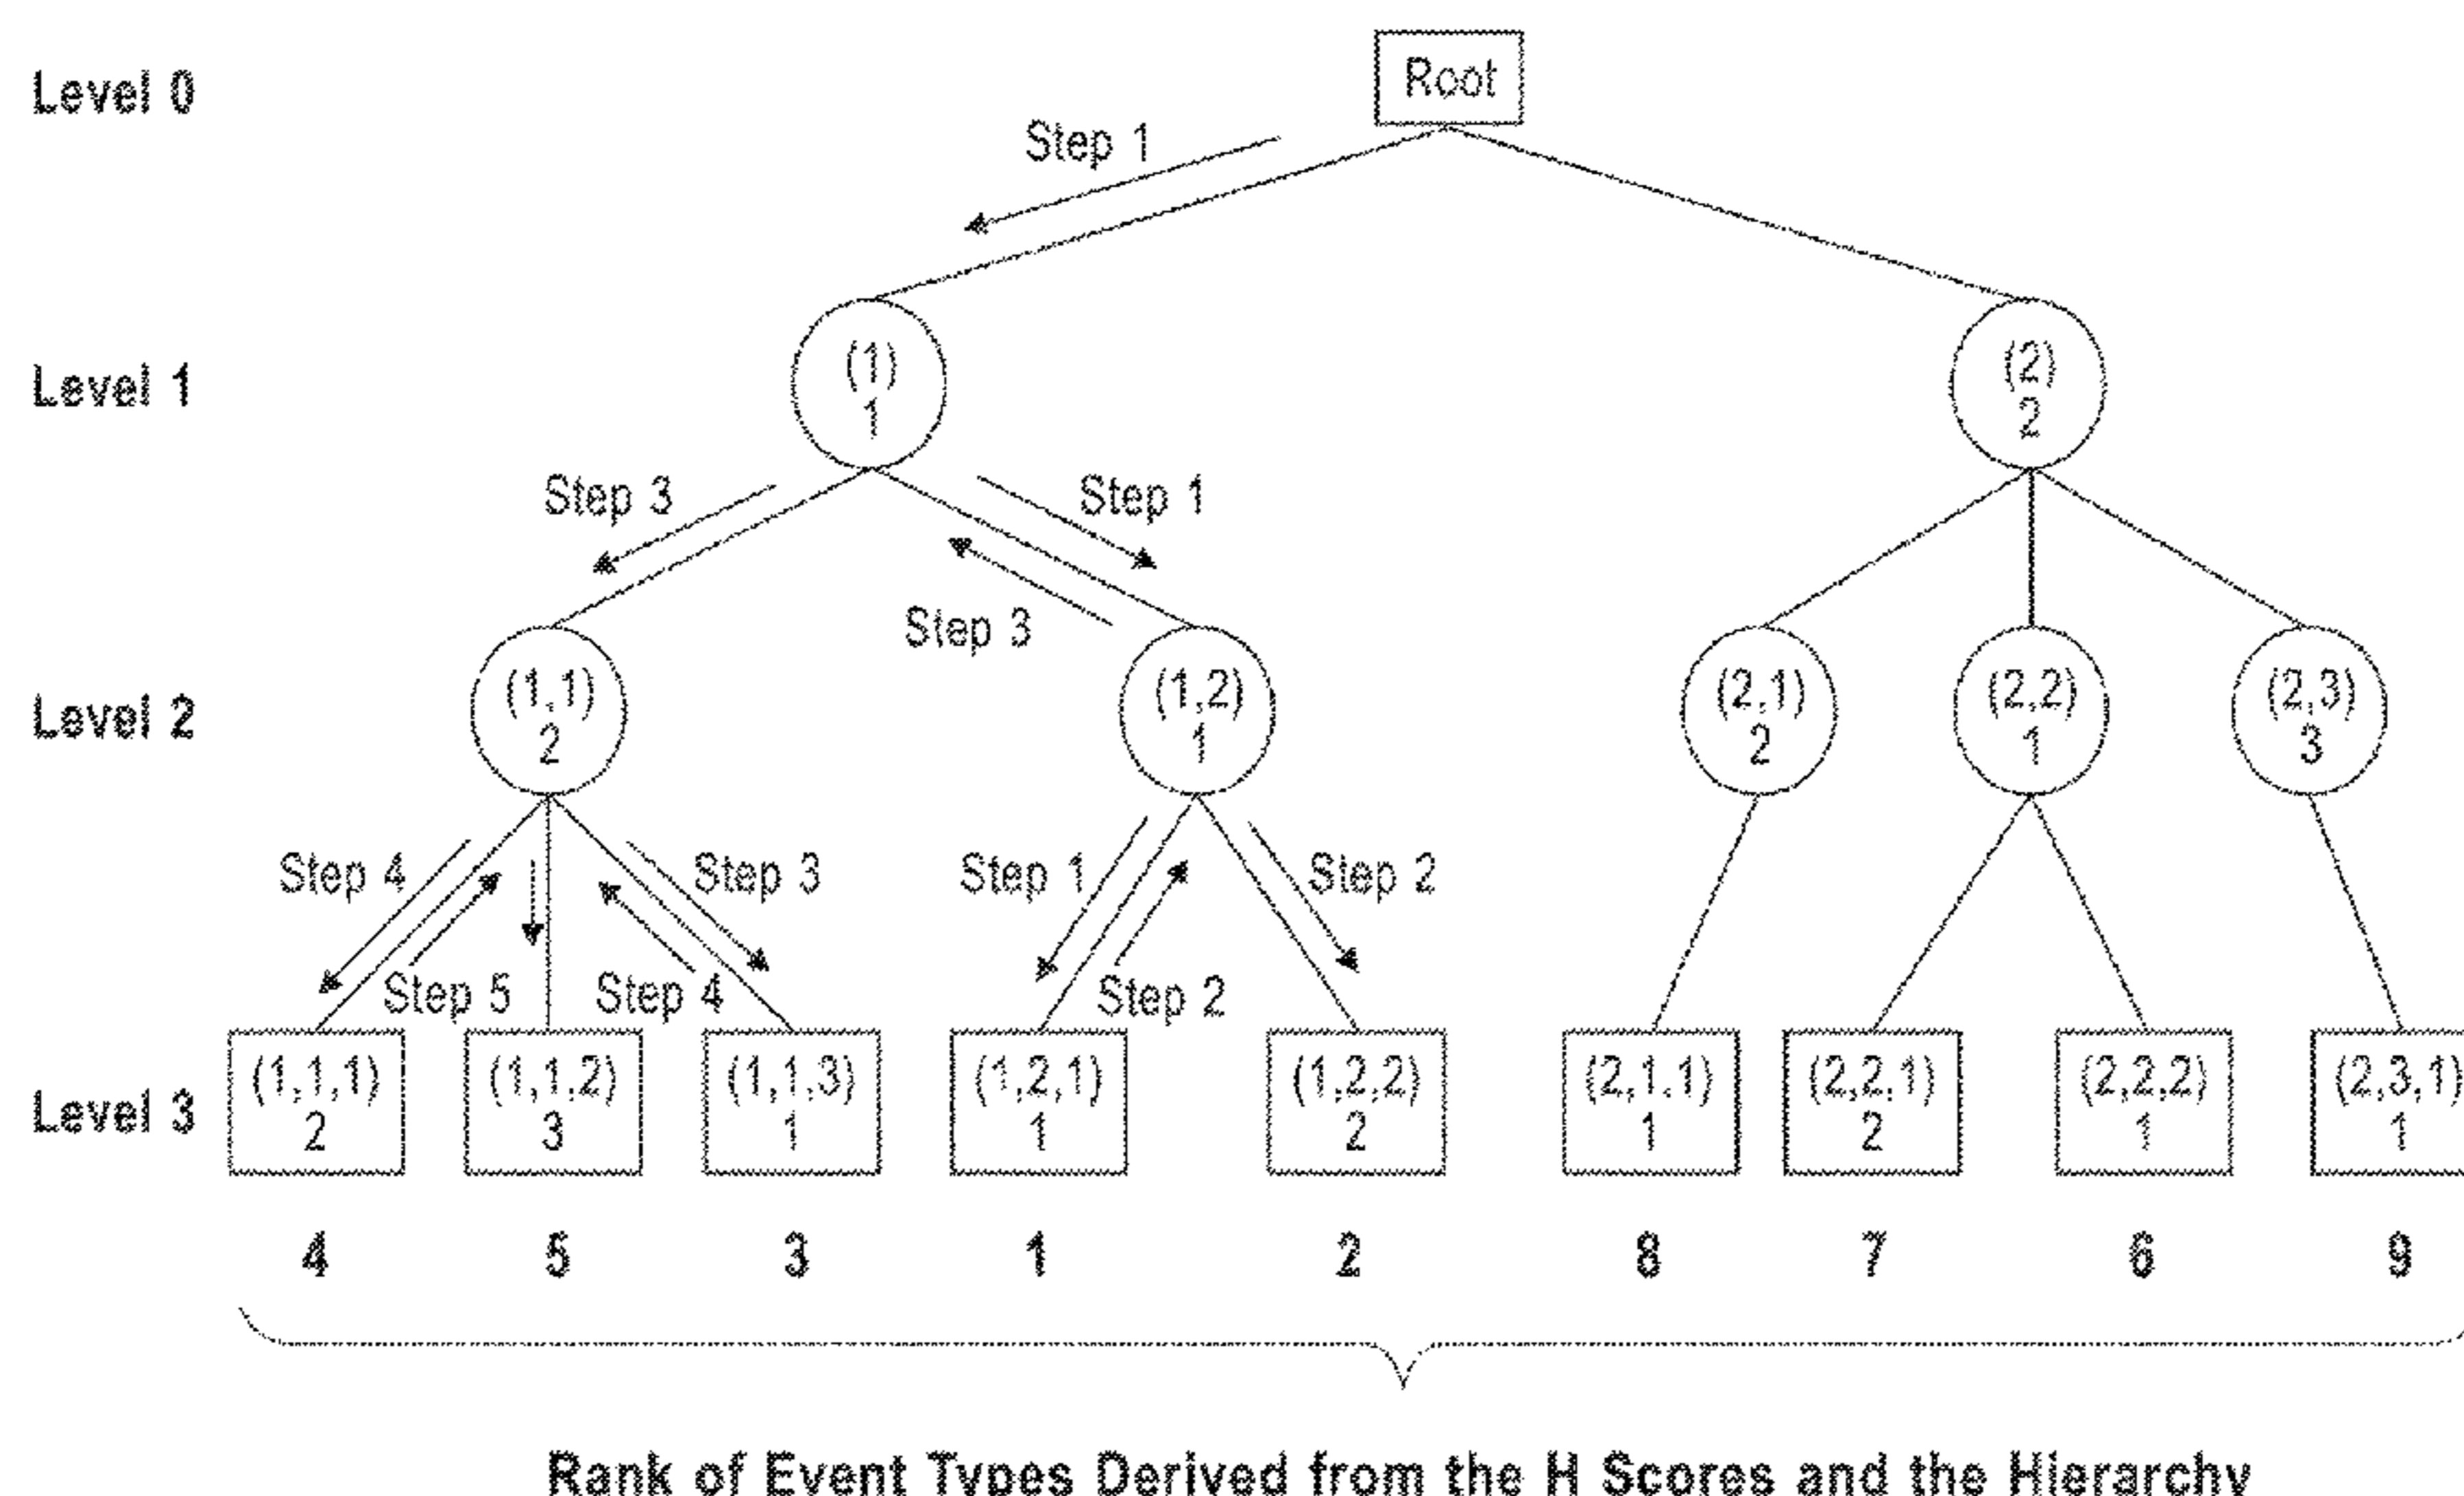 Level 0
Root
Step 1
Level 1
(1)
1
(2)
2
Step 3
Step 1
Step 3
Level 2
(1,1)
2
(1,2)
1
(2,1)
2
(2,2)
1
(2,3)
3
Step 4
Step 3
Step 1
Step 2
Step 5
Step 4
Step 2
Level 3
(1,1,1)
2
(1,1,2)
3
(1,1,3)
1
(1,2,1)
1
(1,2,2)
2
(2,1,1)
1
(2,2,1)
2
(2,2,2)
1
(2,3,1)
1
4 5 3 1 2 8 7 6 9
Rank of Event Types Derived from the H Scores and the Hierarchy